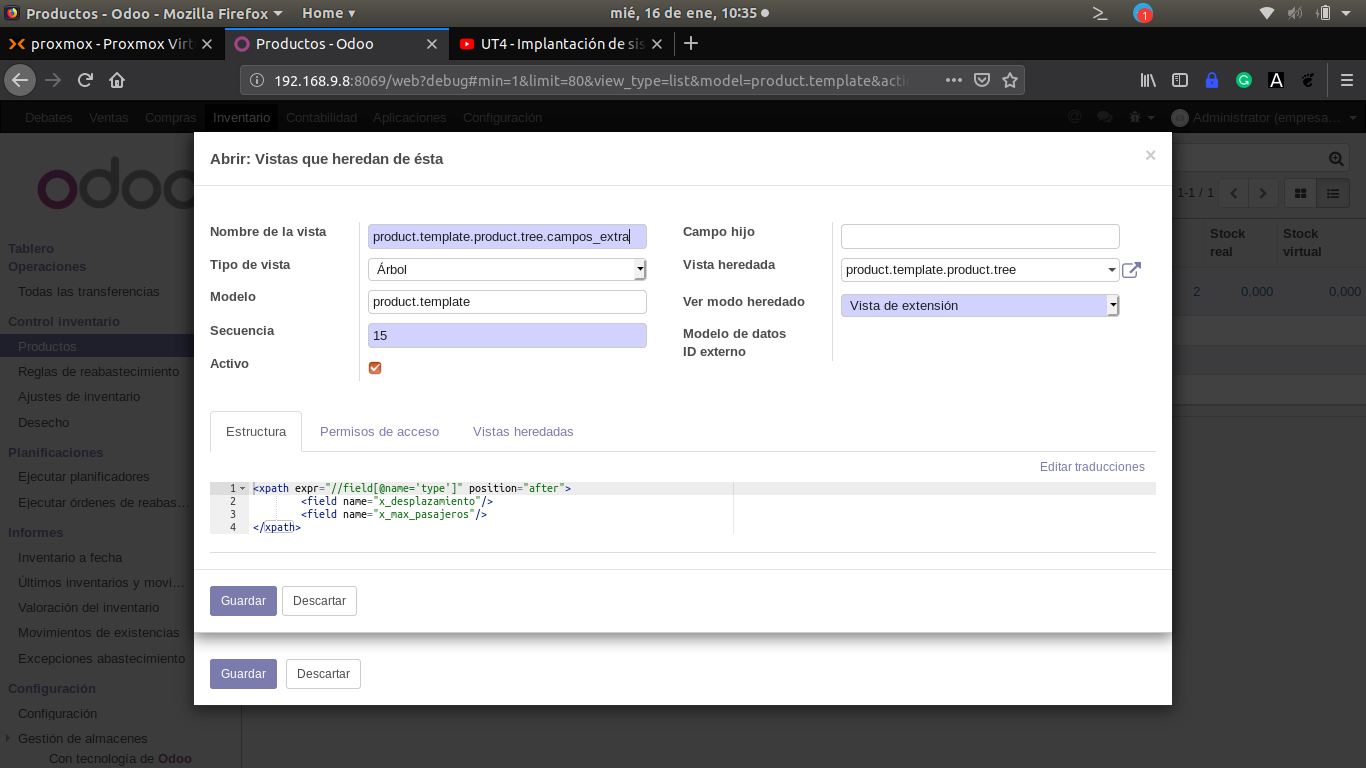 Productos - Odoo - Mozilla Firefox
Home
mié, 16 de ene, 10:35
1
proxmox - Proxmox Virt
Productos - Odoo
UT4 - Implantación de sis
192.168.9.8:8069/web?debug#min=1&limit=80&view_type=list&model=product.template&acti
Debates Ventas Compras Inventario Contabilidad Aplicaciones Configuración
Administrator (empresa…
odoo
1-1 / 1
Stock real
Stock virtual
2 0,000 0,000
Tablero
Operaciones
Todas las transferencias
Control inventario
Productos
Reglas de reabastecimiento
Ajustes de inventario
Desecho
Planificaciones
Ejecutar planificadores
Ejecutar órdenes de reabas…
Informes
Inventario a fecha
Últimos inventarios y movi…
Valoración del inventario
Movimientos de existencias
Excepciones abastecimiento
Configuración
Configuración
Gestión de almacenes
Con tecnología de Odoo
Abrir: Vistas que heredan de ésta
×
Nombre de la vista
product.template.product.tree.campos_extra
Tipo de vista
Árbol
Modelo
product.template
Secuencia
15
Activo
Campo hijo
Vista heredada
product.template.product.tree
Ver modo heredado
Vista de extensión
Modelo de datos
ID externo
Estructura Permisos de acceso Vistas heredadas
Editar traducciones
1 <xpath expr="//field[@name='type']" position="after">
2 <field name="x_desplazamiento"/>
3 <field name="x_max_pasajeros"/>
4 </xpath>
Guardar Descartar
Guardar Descartar